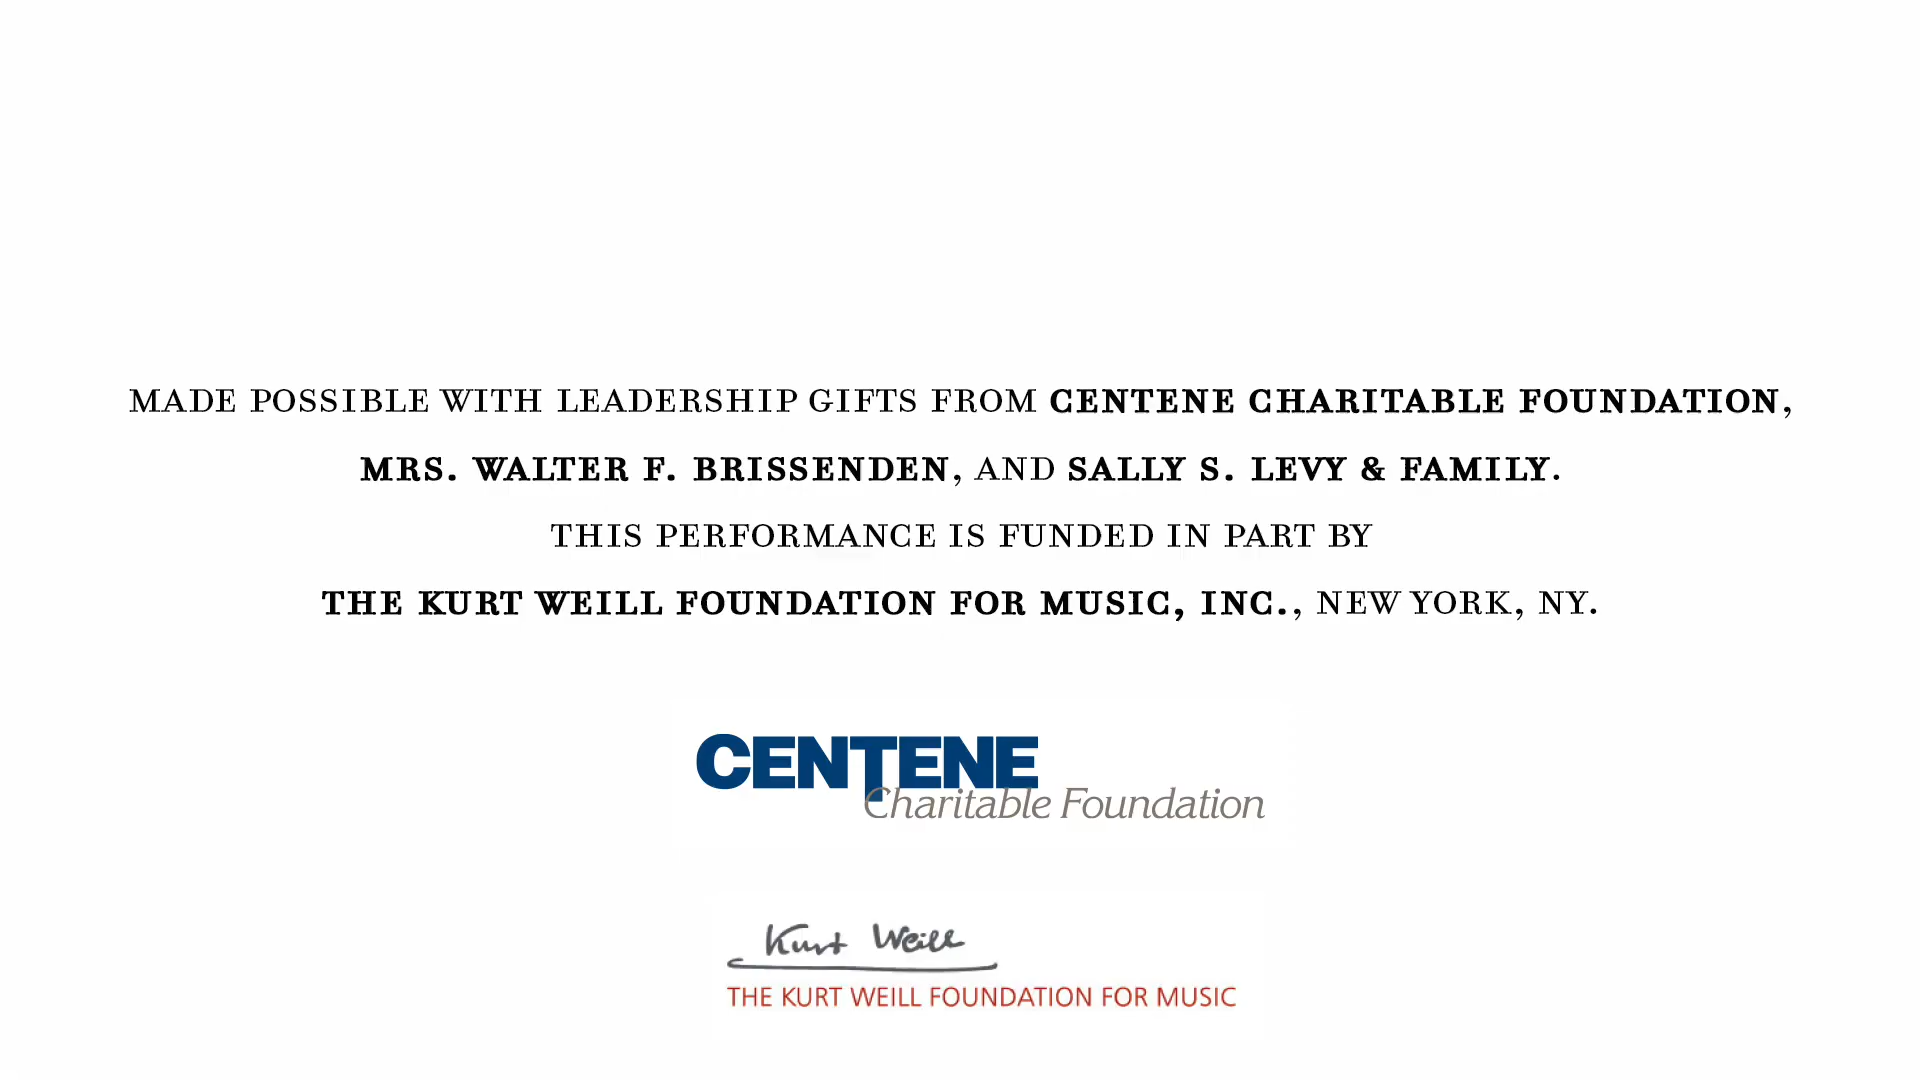 MADE POSSIBLE WITH LEADERSHIP GIFTS FROM CENTENE CHARITABLE FOUNDATION,
MRS. WALTER F. BRISSENDEN, AND SALLY S. LEVY & FAMILY.
THIS PERFORMANCE IS FUNDED IN PART BY
THE KURT WEILL FOUNDATION FOR MUSIC, INC., NEW YORK, NY.
CENTENE
Charitable Foundation
Kurt Weill
THE KURT WEILL FOUNDATION FOR MUSIC